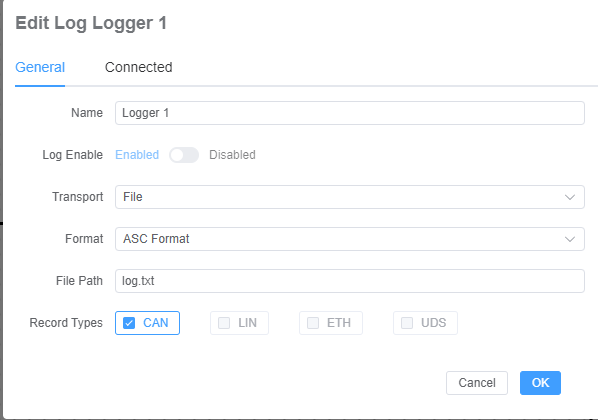 Edit Log Logger 1
General Connected
Name Logger 1
Log Enable Enabled Disabled
Transport File
Format ASC Format
File Path log.txt
Record Types CAN LIN ETH UDS
Cancel OK